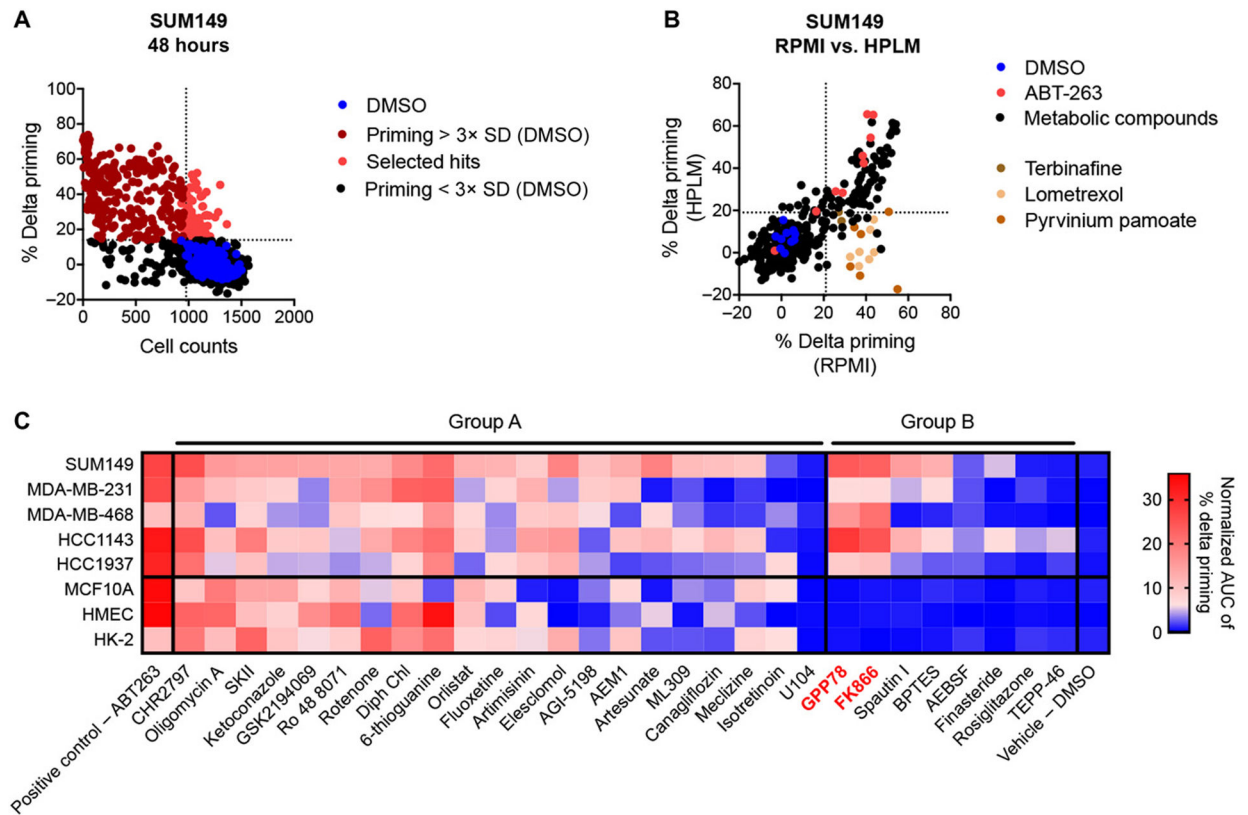 A
SUM149
48 hours
% Delta priming
100
80
60
40
20
0
–20
0
500
1000
1500
2000
Cell counts
DMSO
Priming > 3× SD (DMSO)
Selected hits
Priming < 3× SD (DMSO)
B
SUM149
RPMI vs. HPLM
% Delta priming
(HPLM)
80
60
40
20
0
–20
–20
0
20
40
60
80
% Delta priming
(RPMI)
DMSO
ABT-263
Metabolic compounds
Terbinafine
Lometrexol
Pyrvinium pamoate
C
Group A
Group B
SUM149
MDA-MB-231
MDA-MB-468
HCC1143
HCC1937
MCF10A
HMEC
HK-2
Positive control – ABT263
CHR2797
Oligomycin A
SKII
Ketoconazole
GSK2194069
Ro 48 8071
Rotenone
Diph Chl
6-thioguanine
Orlistat
Fluoxetine
Artimisinin
Elesclomol
AGI-5198
AEM1
Artesunate
ML309
Canagliflozin
Meclizine
Isotretinoin
U104
GPP78
FK866
Spautin I
BPTES
AEBSF
Finasteride
Rosiglitazone
TEPP-46
Vehicle – DMSO
30
20
10
0
Normalized AUC of
% delta priming